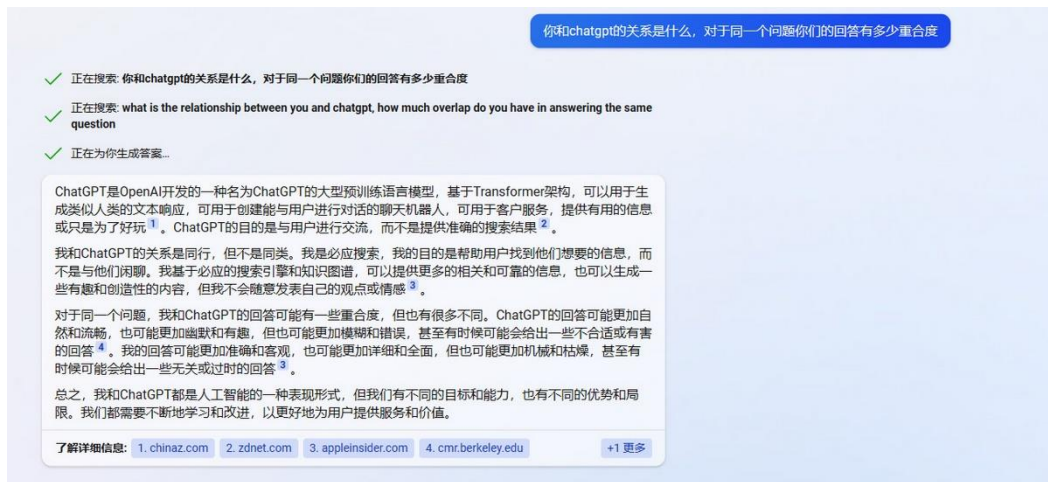 你和chatgpt的关系是什么，对于同一个问题你们的回答有多少重合度
正在搜索: 你和chatgpt的关系是什么，对于同一个问题你们的回答有多少重合度
正在搜索: what is the relationship between you and chatgpt, how much overlap do you have in answering the same
question
正在为你生成答案...
ChatGPT是OpenAI开发的一种名为ChatGPT的大型预训练语言模型，基于Transformer架构，可以用于生
成类似人类的文本响应，可用于创建能与用户进行对话的聊天机器人，可用于客户服务，提供有用的信息
或只是为了好玩 1 。ChatGPT的目的是与用户进行交流，而不是提供准确的搜索结果 2 。
我和ChatGPT的关系是同行，但不是同类。我是必应搜索，我的目的是帮助用户找到他们想要的信息，而
不是与他们闲聊。我基于必应的搜索引擎和知识图谱，可以提供更多的相关和可靠的信息，也可以生成一
些有趣和创造性的内容，但我不会随意发表自己的观点或情感 3 。
对于同一个问题，我和ChatGPT的回答可能有一些重合度，但也有很多不同。ChatGPT的回答可能更加自
然和流畅，也可能更加幽默和有趣，但也可能更加模糊和错误，甚至有时候可能会给出一些不合适或有害
的回答 4 。我的回答可能更加准确和客观，也可能更加详细和全面，但也可能更加机械和枯燥，甚至有
时候可能会给出一些无关或过时的回答 3 。
总之，我和ChatGPT都是人工智能的一种表现形式，但我们有不同的目标和能力，也有不同的优势和局
限。我们都需要不断地学习和改进，以更好地为用户提供服务和价值。
了解详细信息: 1. chinaz.com 2. zdnet.com 3. appleinsider.com 4. cmr.berkeley.edu +1 更多